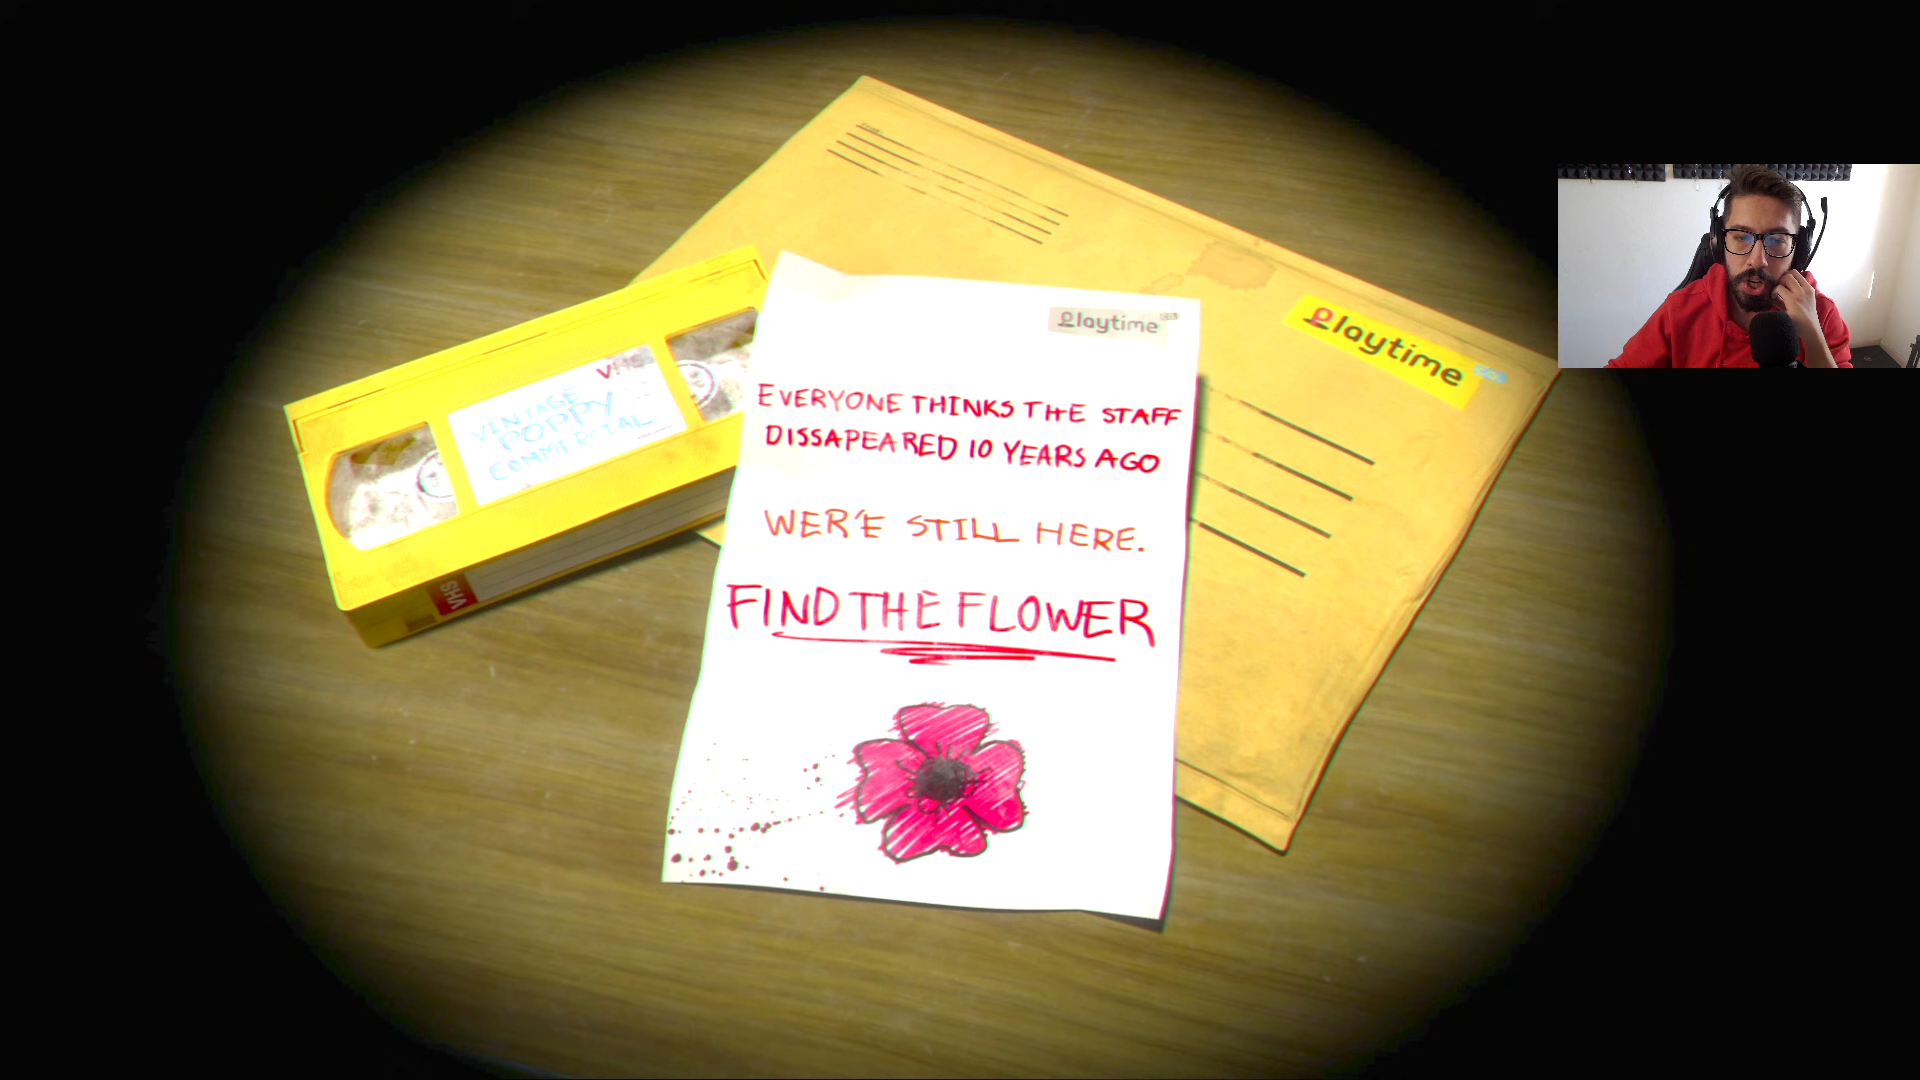 Playtime co.
EVERYONE THINKS THE STAFF
DISSAPEARED 10 YEARS AGO
WER'E STILL HERE.
FIND THE FLOWER
Playtime
VHS
VINTAGE
POPPY
COMMERCIAL
VHS